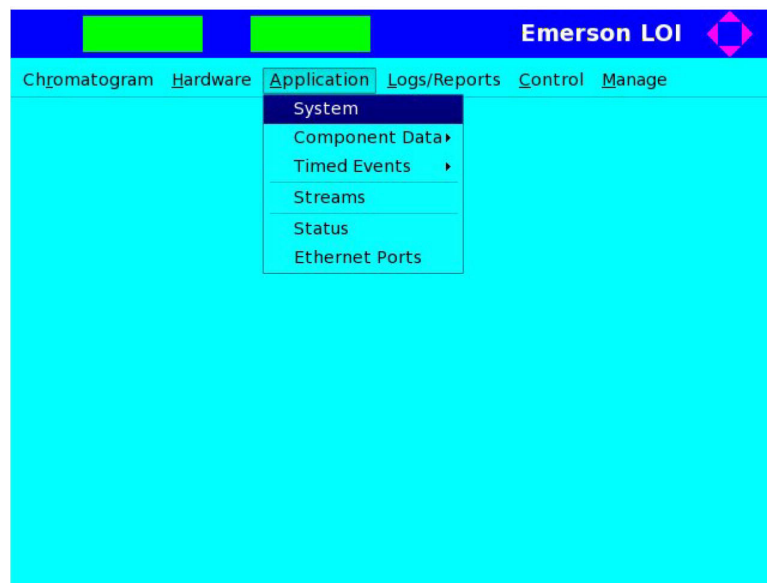 Emerson LOI
Chromatogram Hardware Application Logs/Reports Control Manage
System
Component Data
Timed Events
Streams
Status
Ethernet Ports